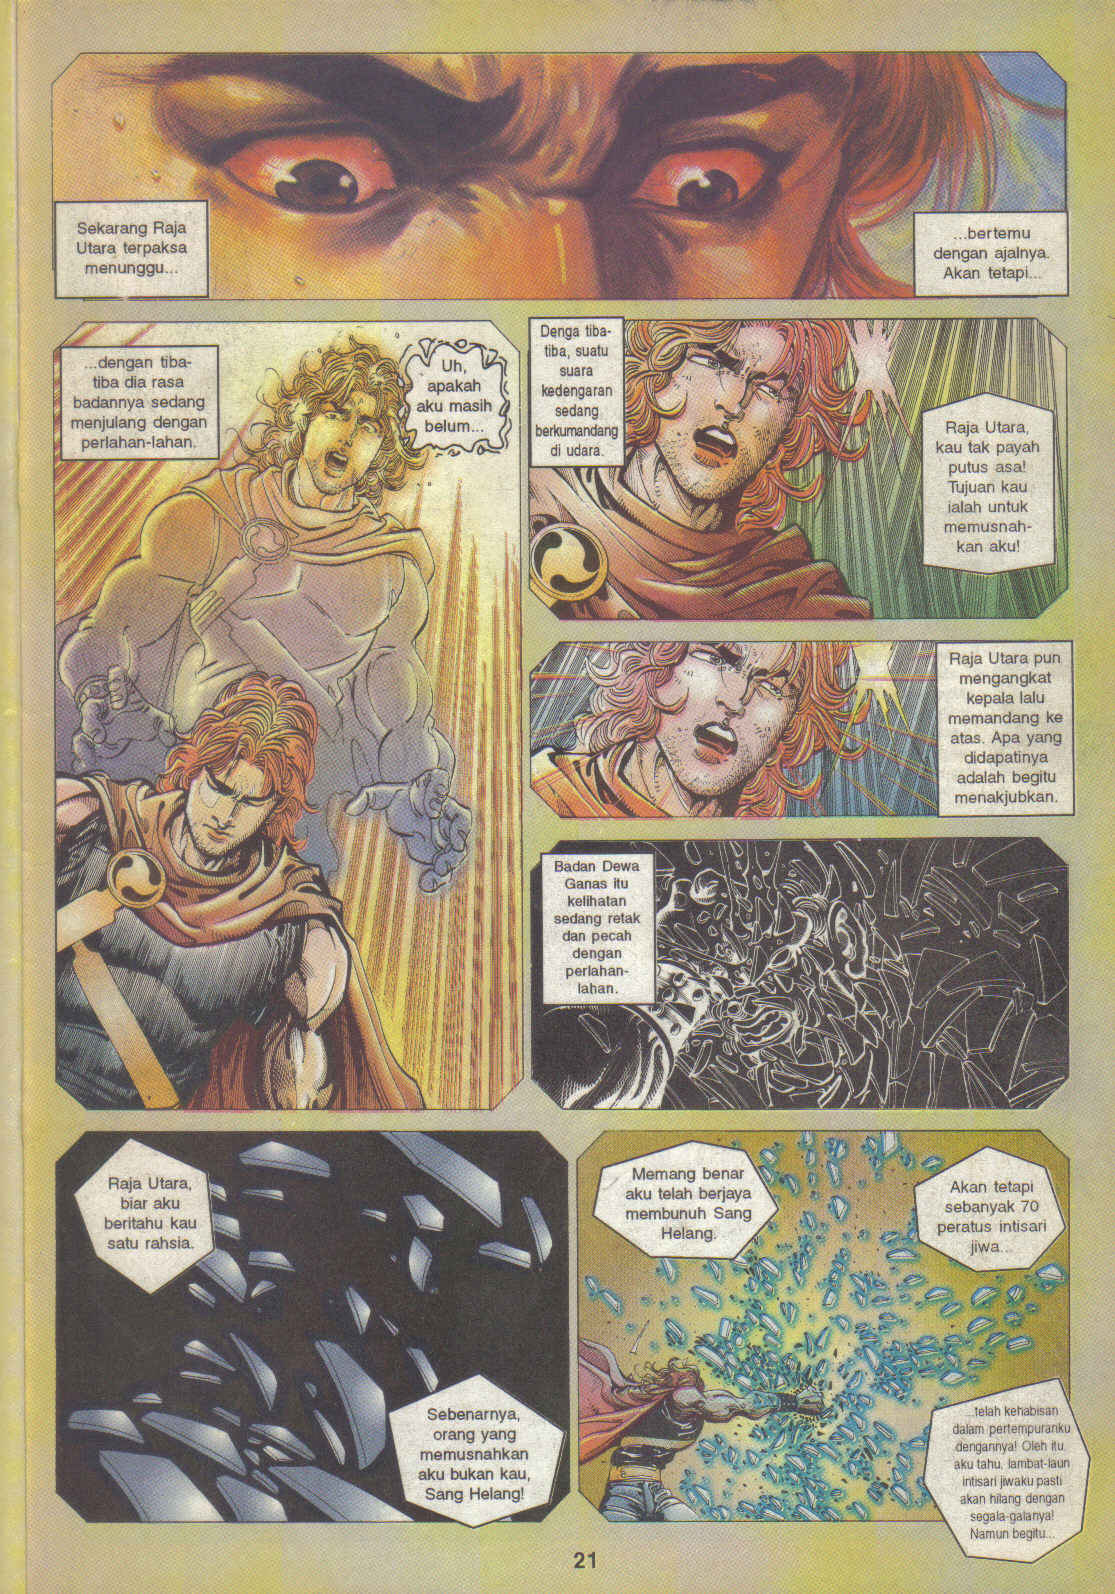 Sekarang Raja
Utara terpaksa
menunggu...
...bertemu
dengan ajalnya.
Akan tetapi...
...dengan tiba-
tiba dia rasa
badannya sedang
menjulang dengan
perlahan-lahan.
Uh,
apakah
aku masih
belum...
Denga tiba-
tiba, suatu
suara
kedengaran
sedang
berkumandang
di udara.
Raja Utara,
kau tak payah
putus asa!
Tujuan kau
ialah untuk
memusnah-
kan aku!
Raja Utara pun
mengangkat
kepala lalu
memandang ke
atas. Apa yang
didapatinya
adalah begitu
menakjubkan.
Badan Dewa
Ganas itu
kelihatan
sedang retak
dan pecah
dengan
perlahan-
lahan.
Raja Utara,
biar aku
beritahu kau
satu rahsia.
Sebenarnya,
orang yang
memusnahkan
aku bukan kau,
Sang Helang!
Memang benar
aku telah berjaya
membunuh Sang
Helang.
Akan tetapi
sebanyak 70
peratus intisari
jiwa...
...telah kehabisan
dalam pertempuranku
dengannya! Oleh itu,
aku tahu, lambat-laun
intisari jiwaku pasti
akan hilang dengan
segala-galanya!
Namun begitu...
21